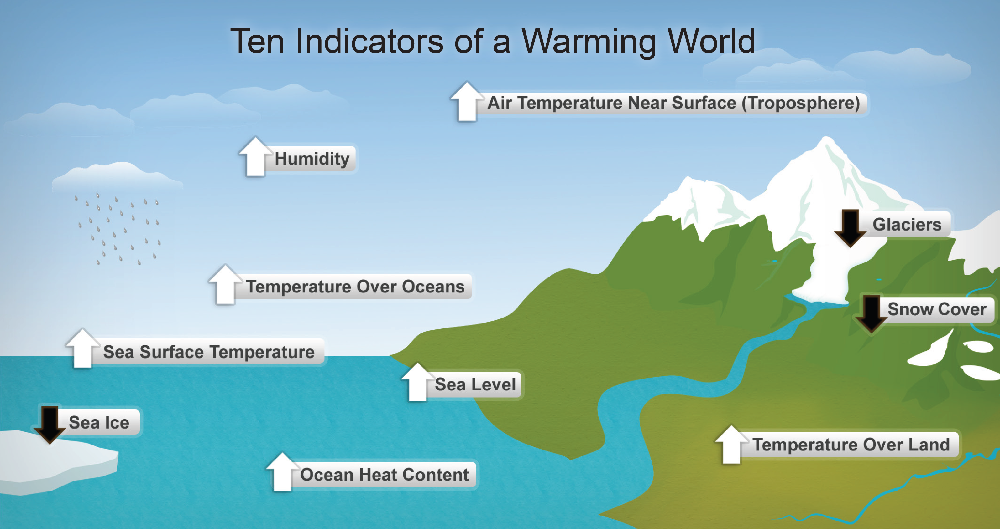 Ten Indicators of a Warming World
Air Temperature Near Surface (Troposphere)
Humidity
Glaciers
Temperature Over Oceans
Snow Cover
Sea Surface Temperature
Sea Level
Sea Ice
Temperature Over Land
Ocean Heat Content